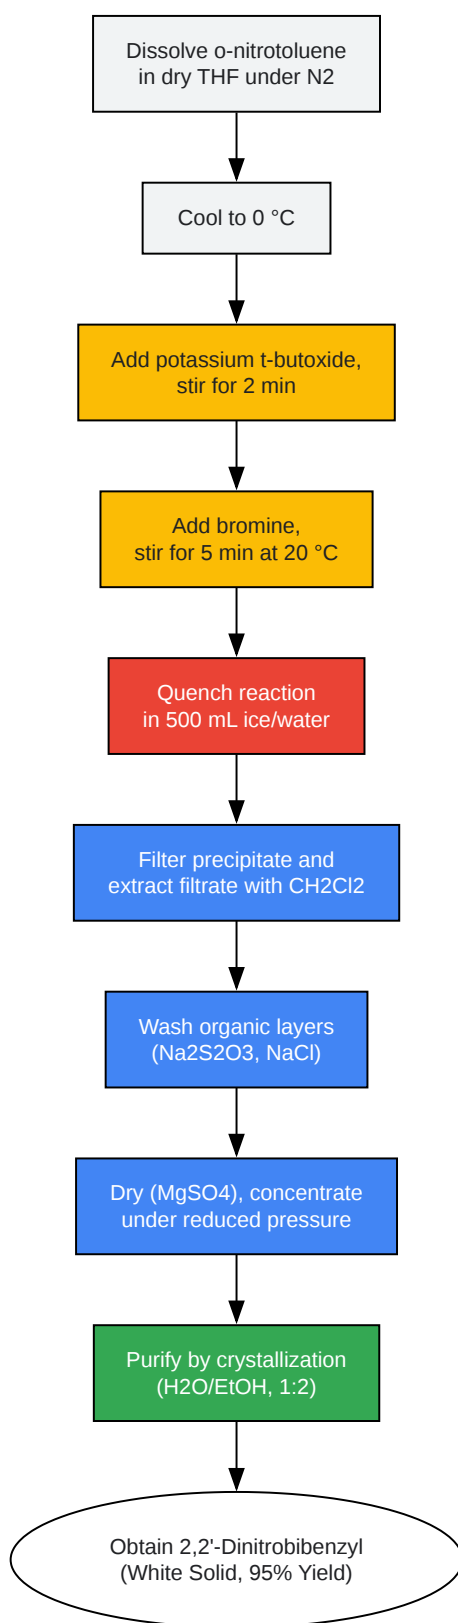 Dissolve o-nitrotoluene
in dry THF under N2
Cool to 0 °C
Add potassium t-butoxide,
stir for 2 min
Add bromine,
stir for 5 min at 20 °C
Quench reaction
in 500 mL ice/water
Filter precipitate and
extract filtrate with CH2Cl2
Wash organic layers
(Na2S2O3, NaCl)
Dry (MgSO4), concentrate
under reduced pressure
Purify by crystallization
(H2O/EtOH, 1:2)
Obtain 2,2'-Dinitrobibenzyl
(White Solid, 95% Yield)